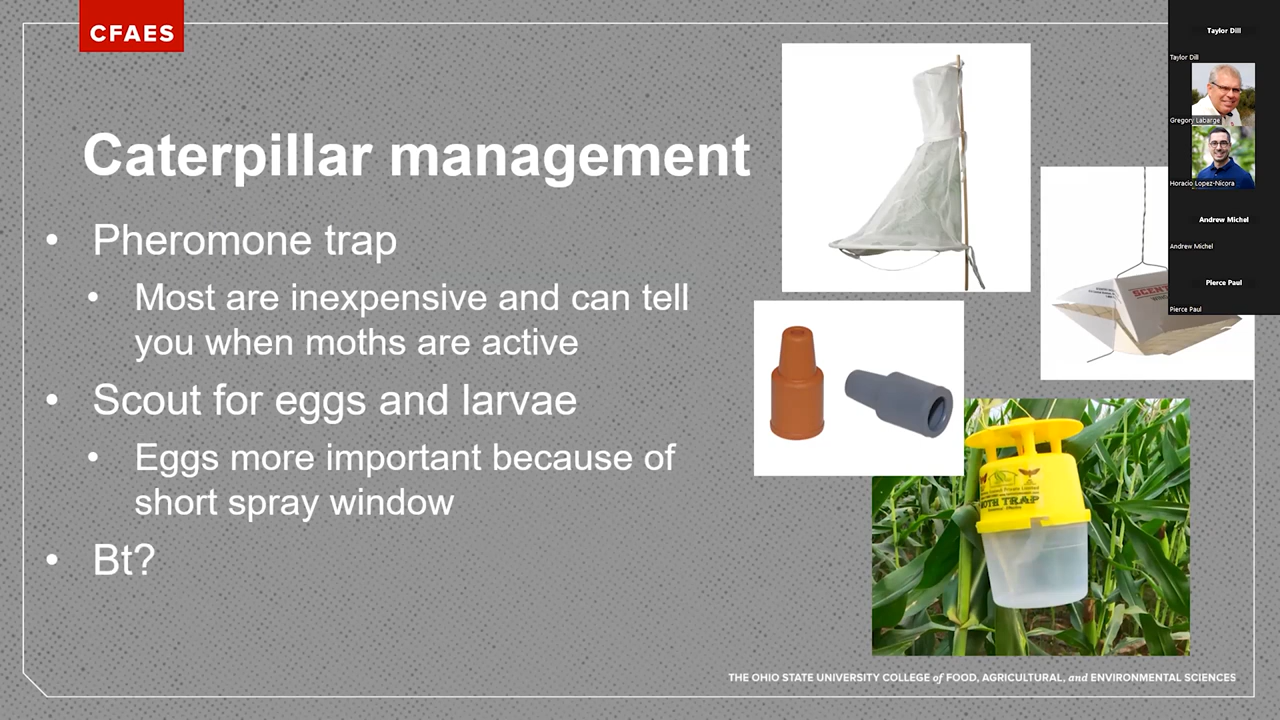 CFAES
Caterpillar management
• Pheromone trap
• Most are inexpensive and can tell
you when moths are active
• Scout for eggs and larvae
• Eggs more important because of
short spray window
• Bt?
MOTH TRAP
THE OHIO STATE UNIVERSITY COLLEGE of FOOD, AGRICULTURAL, and ENVIRONMENTAL SCIENCES
Taylor Dill
Taylor Dill
Gregory Labarge
Horacio Lopez-Nicora
Andrew Michel
Andrew Michel
Pierce Paul
Pierce Paul